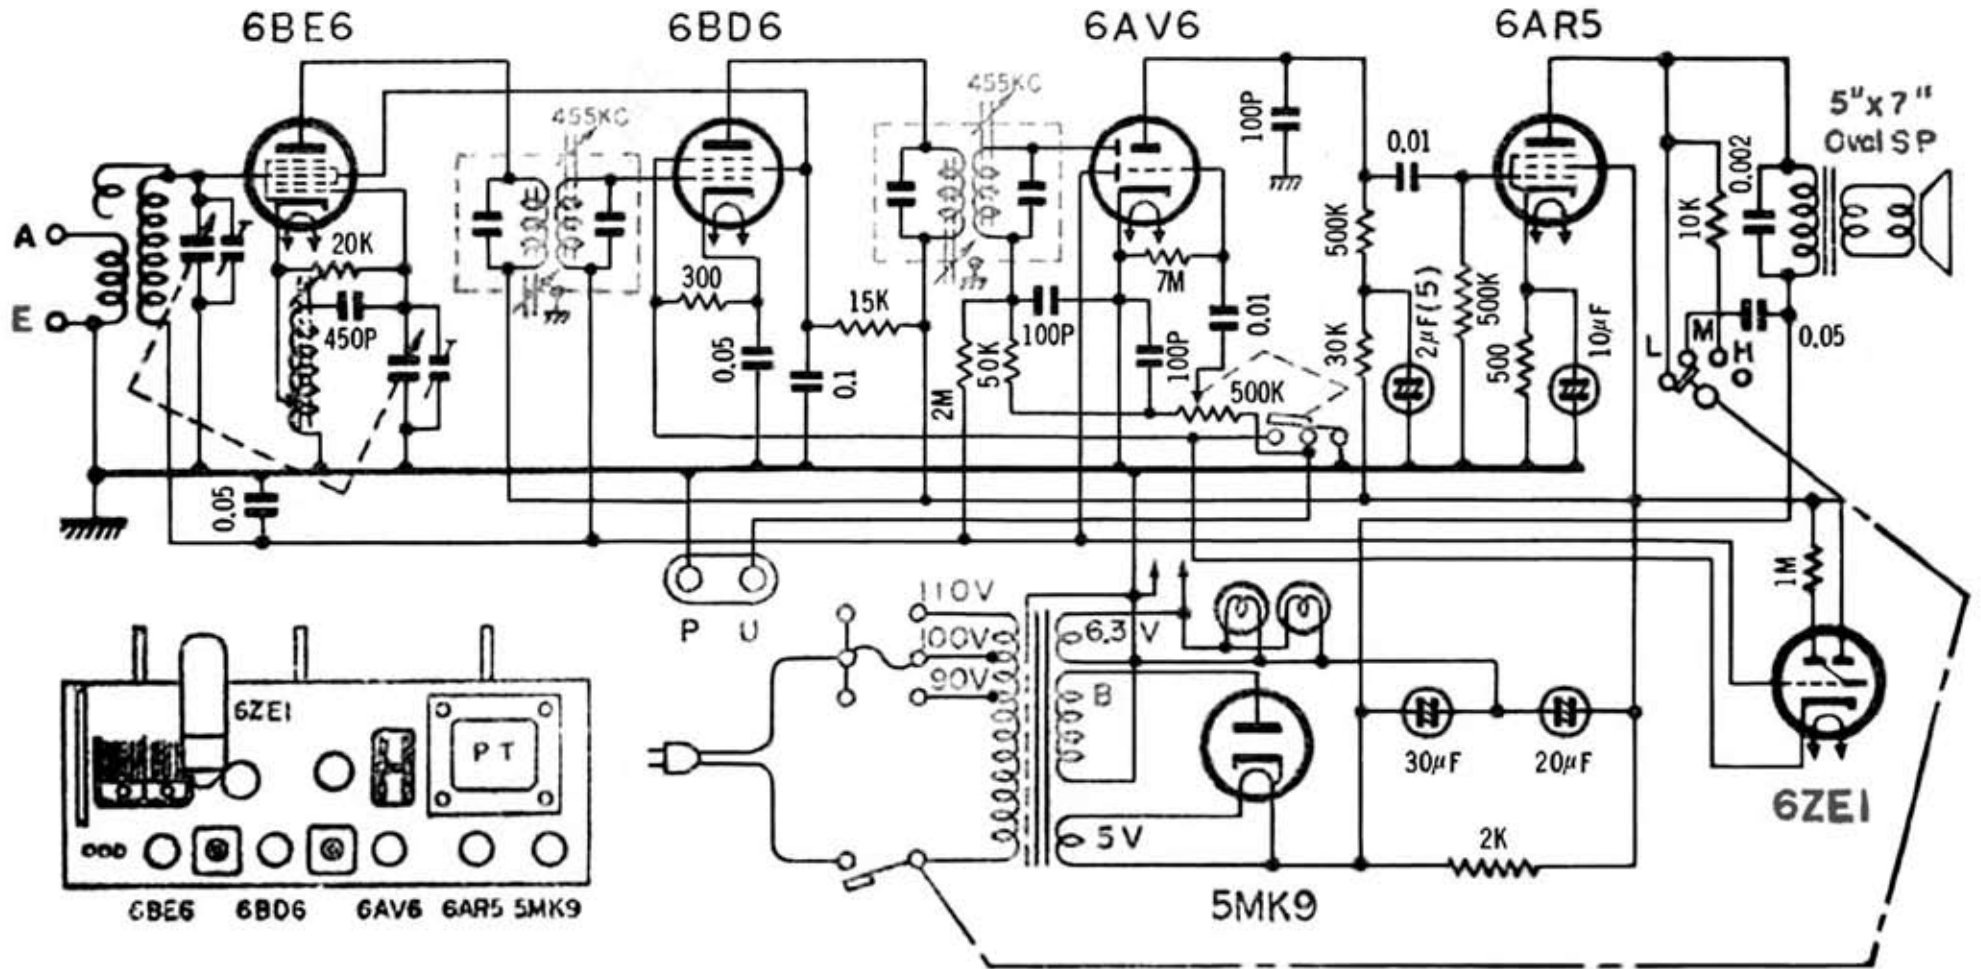 6BE6
6BD6
6AV6
6AR5
455KC
455KC
5"x7"
Oval SP
A
E
20K
450P
300
0.05
15K
0.1
2M
50K
100P
7M
100P
0.01
500K
100P
0.01
500K
30K
2μF(5)
500K
500
10μF
10K
0.002
0.05
L
M
H
0.05
P U
110V
100V
90V
6.3 V
B
5V
30μF
20μF
2K
1M
6ZE1
5MK9
6ZE1
PT
6BE6
6BD6
6AV6
6AR5
5MK9